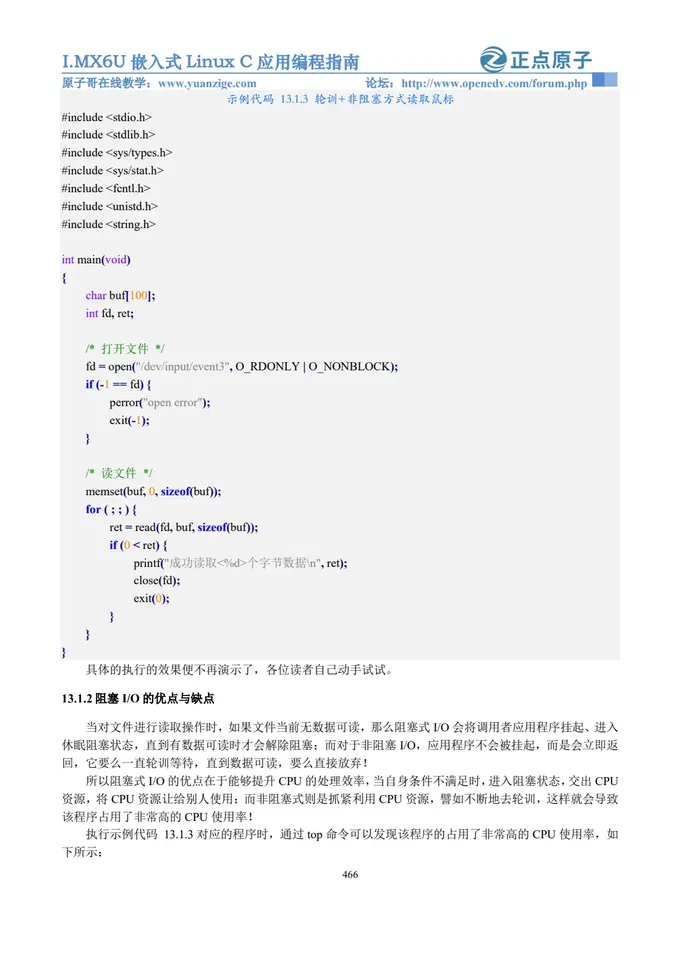 I.MX6U 嵌入式 Linux C 应用编程指南
正点原子
原子哥在线教学：www.yuanzige.com 论坛：http://www.openedv.com/forum.php
示例代码 13.1.3 轮训+非阻塞方式读取鼠标
#include <stdio.h>
#include <stdlib.h>
#include <sys/types.h>
#include <sys/stat.h>
#include <fcntl.h>
#include <unistd.h>
#include <string.h>
int main(void)
{
char buf[100];
int fd, ret;
/* 打开文件 */
fd = open("/dev/input/event3", O_RDONLY | O_NONBLOCK);
if (-1 == fd) {
perror("open error");
exit(-1);
}
/* 读文件 */
memset(buf, 0, sizeof(buf));
for ( ; ; ) {
ret = read(fd, buf, sizeof(buf));
if (0 < ret) {
printf("成功读取<%d>个字节数据\n", ret);
close(fd);
exit(0);
}
}
}
具体的执行的效果便不再演示了，各位读者自己动手试试。
13.1.2 阻塞 I/O 的优点与缺点
当对文件进行读取操作时，如果文件当前无数据可读，那么阻塞式 I/O 会将调用者应用程序挂起、进入
休眠阻塞状态，直到有数据可读时才会解除阻塞；而对于非阻塞 I/O，应用程序不会被挂起，而是会立即返
回，它要么一直轮训等待，直到数据可读，要么直接放弃！
所以阻塞式 I/O 的优点在于能够提升 CPU 的处理效率，当自身条件不满足时，进入阻塞状态，交出 CPU
资源，将 CPU 资源让给别人使用；而非阻塞式则是抓紧利用 CPU 资源，譬如不断地去轮训，这样就会导致
该程序占用了非常高的 CPU 使用率！
执行示例代码 13.1.3 对应的程序时，通过 top 命令可以发现该程序的占用了非常高的 CPU 使用率，如
下所示：
466